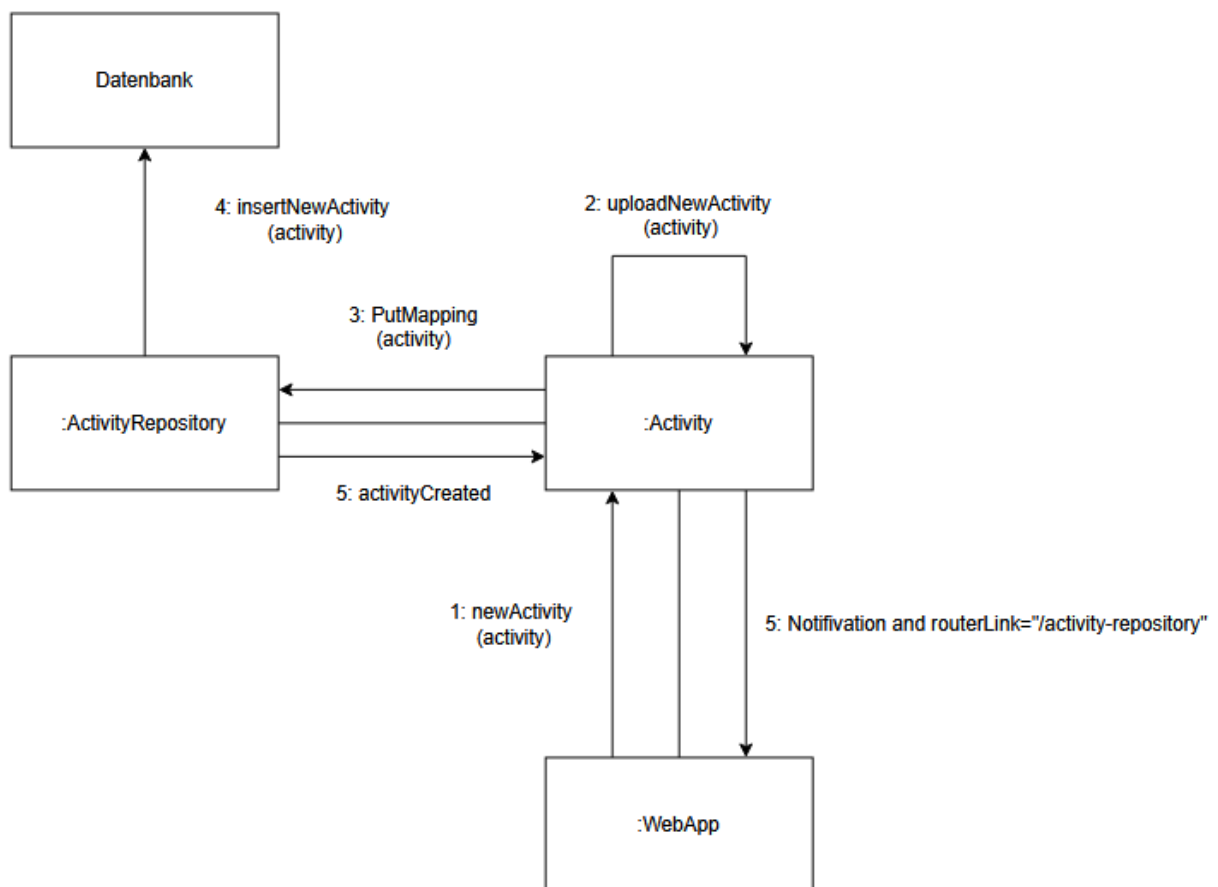 Datenbank
4: insertNewActivity
(activity)
2: uploadNewActivity
(activity)
3: PutMapping
(activity)
:ActivityRepository
:Activity
5: activityCreated
1: newActivity
(activity)
5: Notifivation and routerLink="/activity-repository"
:WebApp